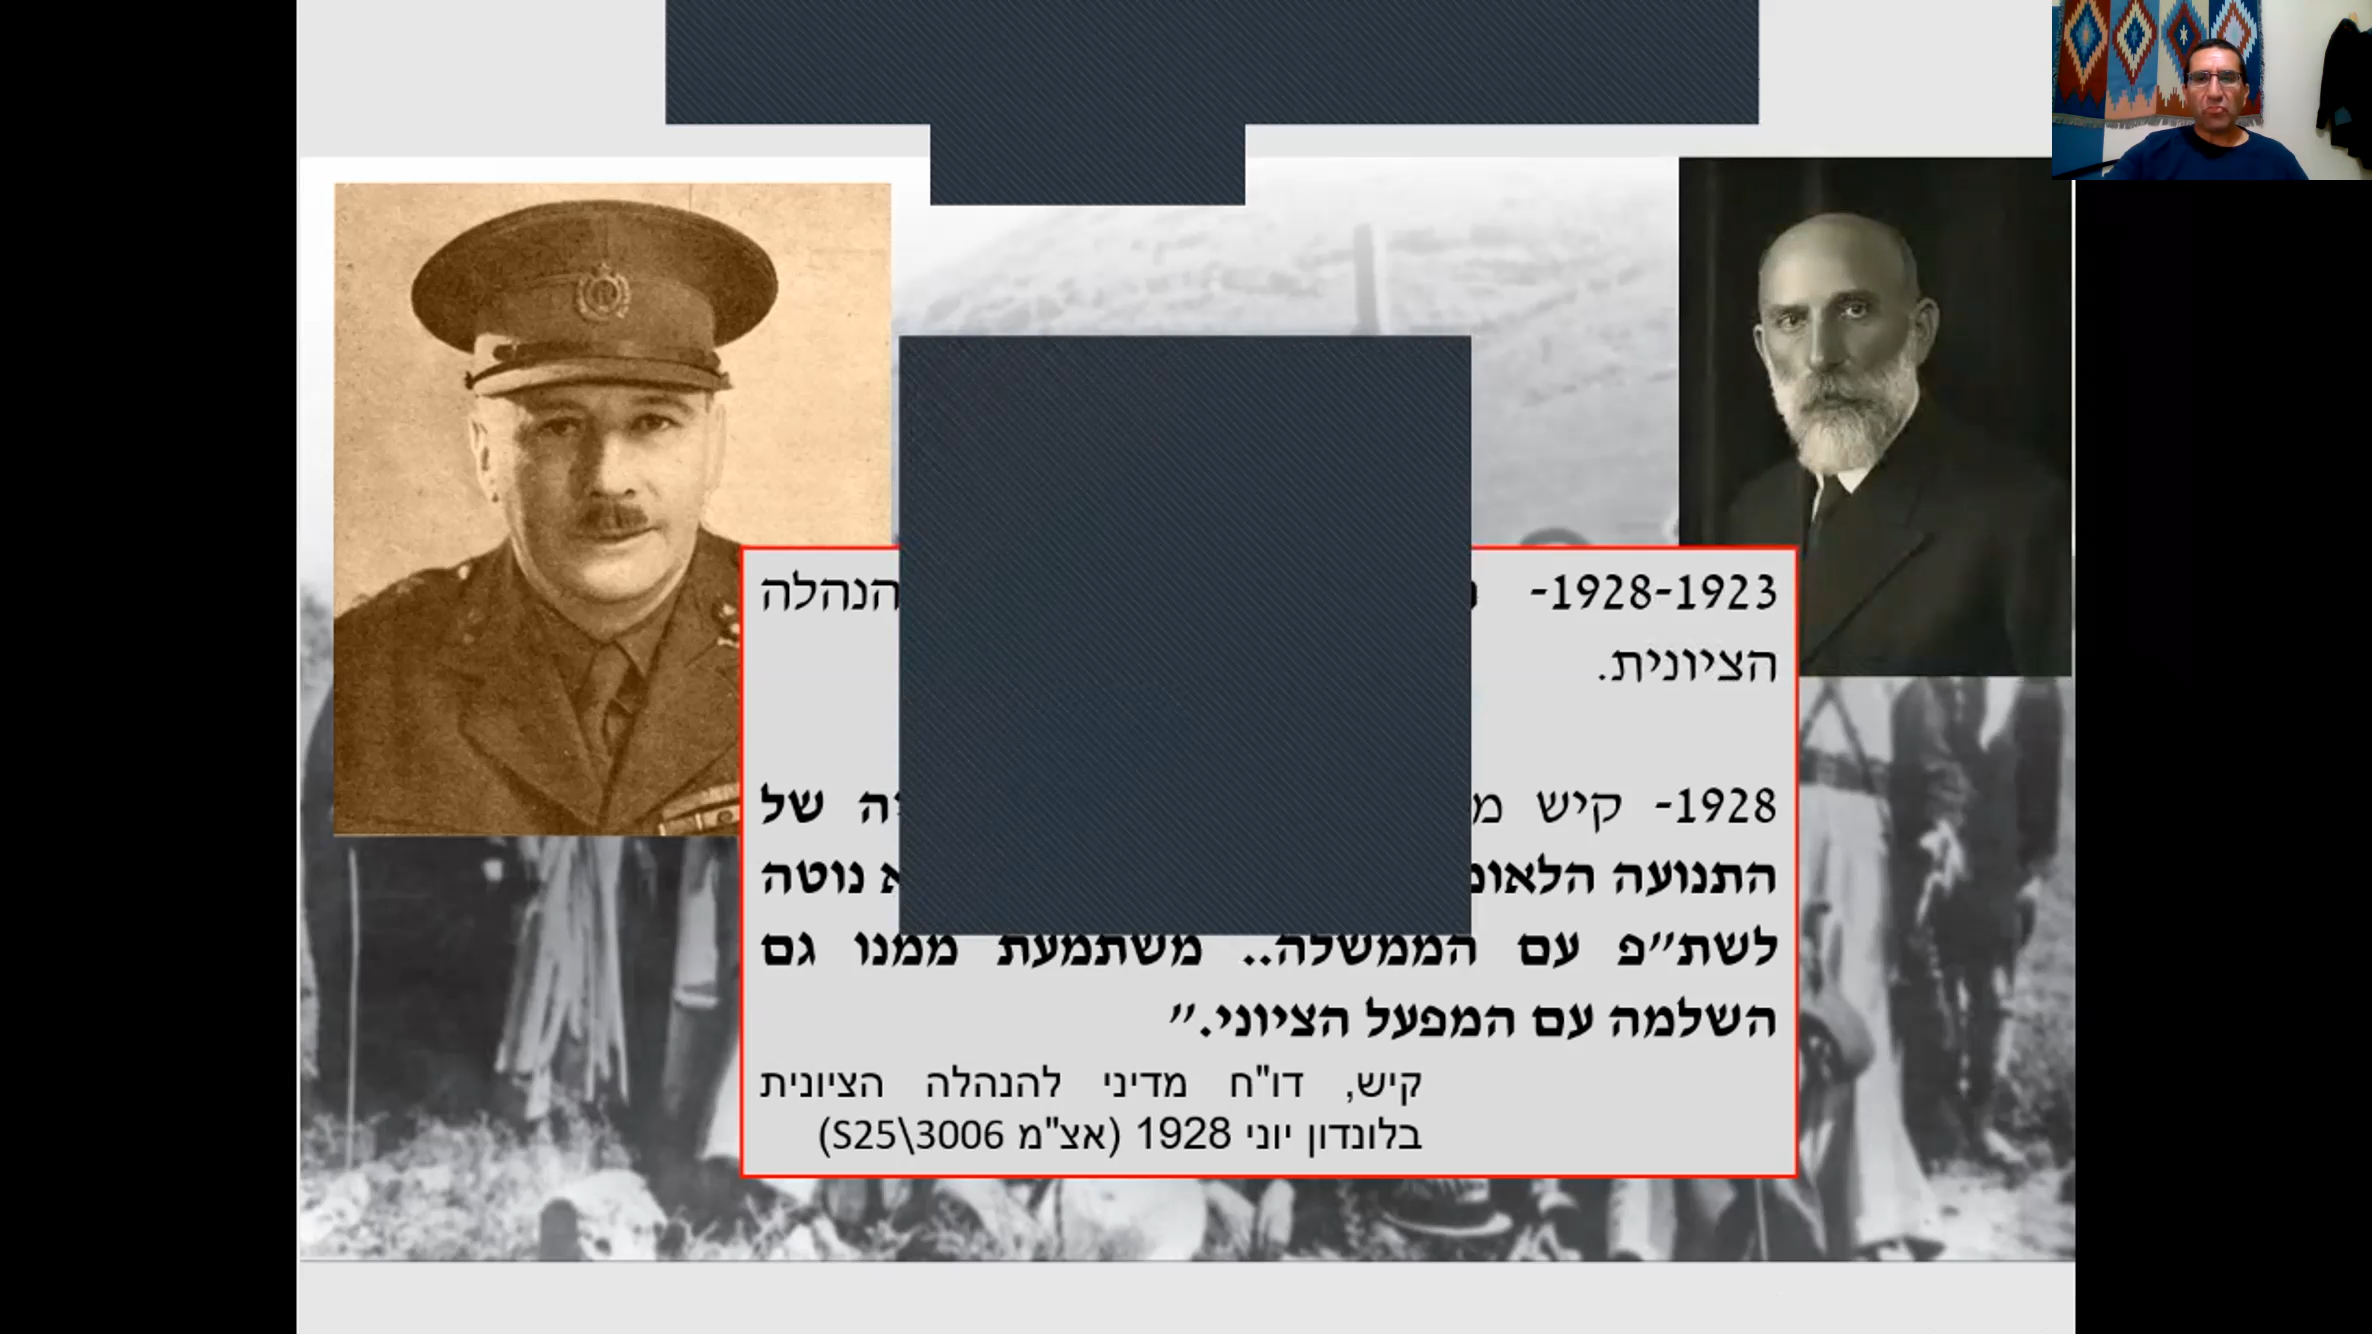 1928-1923- הנהלה
הציונית.
1928- קיש של
התנועה נוטה
לשת״פ עם הממשלה.. משתמעת ממנו גם
השלמה עם המפעל הציוני.״
קיש, דו"ח מדיני להנהלה הציונית
בלונדון יוני 1928 (אצ"מ S25\3006)